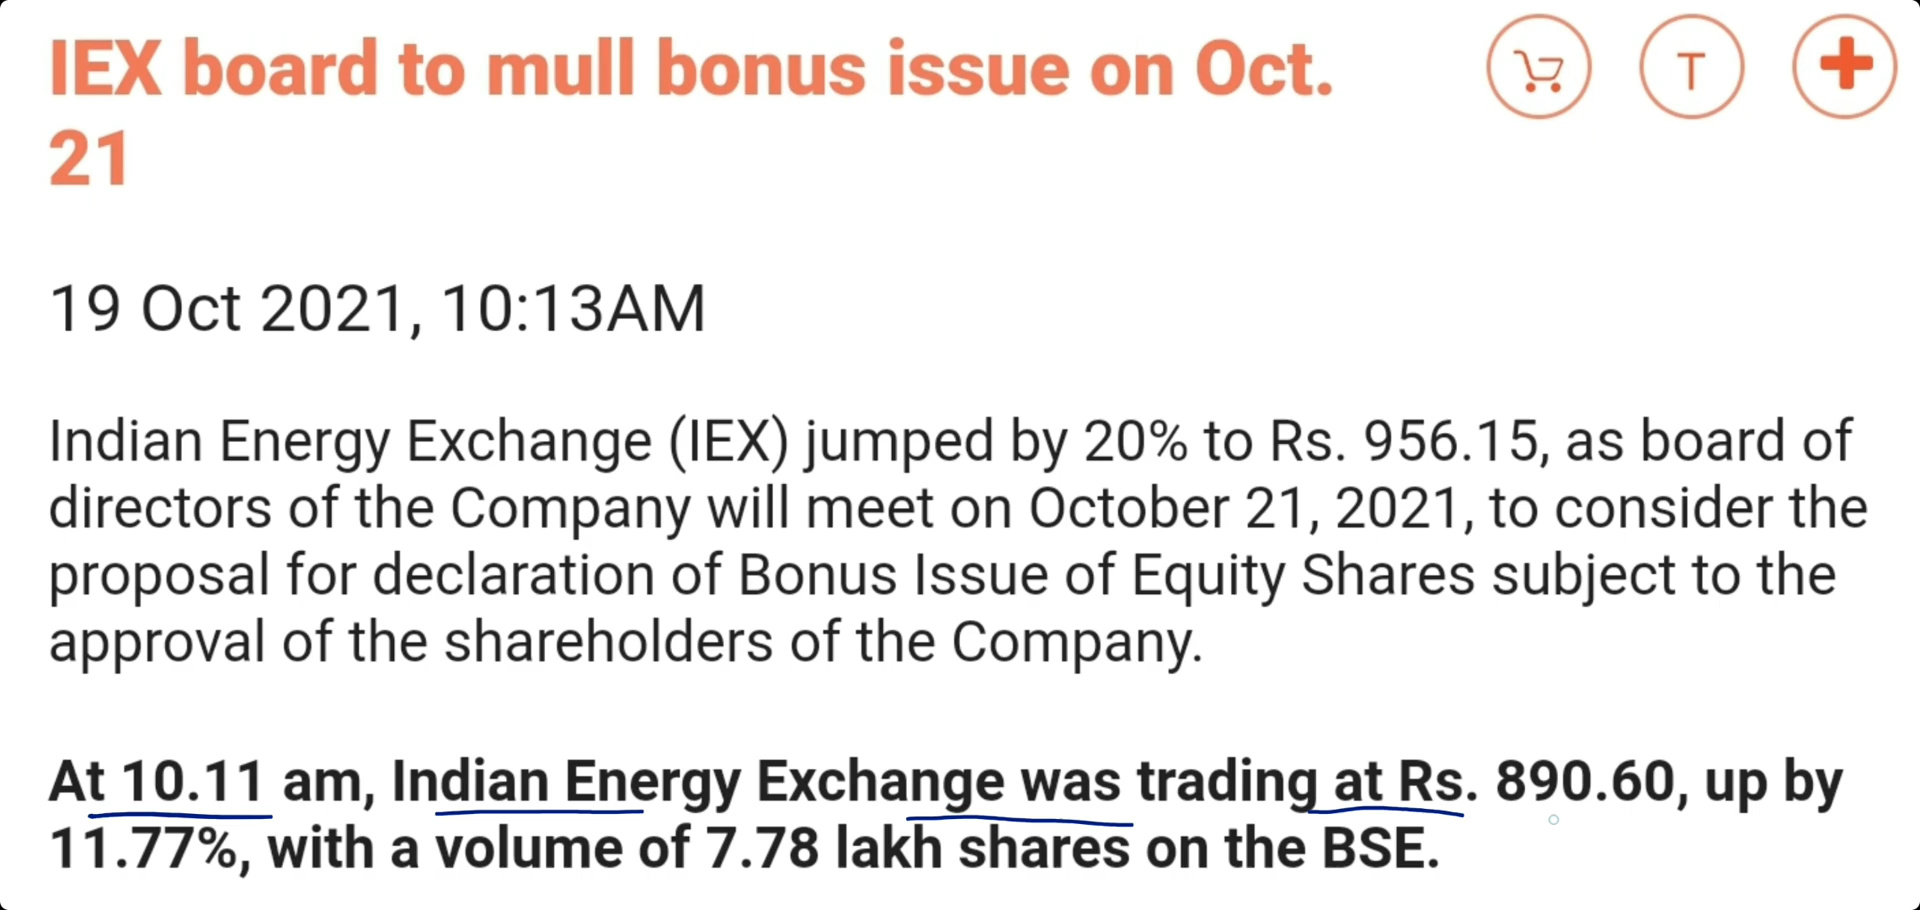 IEX board to mull bonus issue on Oct.
21
T
19 Oct 2021, 10:13AM
Indian Energy Exchange (IEX) jumped by 20% to Rs. 956.15, as board of
directors of the Company will meet on October 21, 2021, to consider the
proposal for declaration of Bonus Issue of Equity Shares subject to the
approval of the shareholders of the Company.
At 10.11 am, Indian Energy Exchange was trading at Rs. 890.60, up by
11.77%, with a volume of 7.78 lakh shares on the BSE.